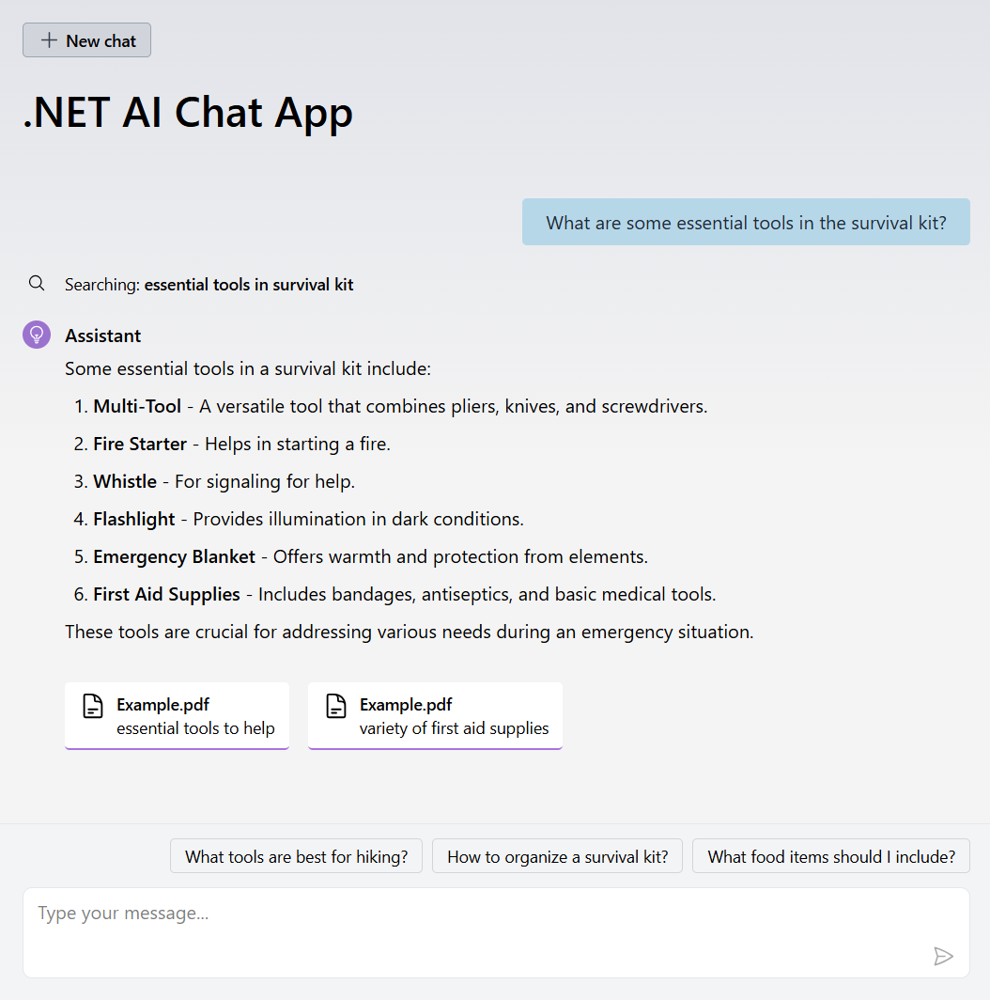 New chat
.NET AI Chat App
What are some essential tools in the survival kit?
Searching: essential tools in survival kit
Assistant
Some essential tools in a survival kit include:
1. Multi-Tool - A versatile tool that combines pliers, knives, and screwdrivers.
2. Fire Starter - Helps in starting a fire.
3. Whistle - For signaling for help.
4. Flashlight - Provides illumination in dark conditions.
5. Emergency Blanket - Offers warmth and protection from elements.
6. First Aid Supplies - Includes bandages, antiseptics, and basic medical tools.
These tools are crucial for addressing various needs during an emergency situation.
Example.pdf
essential tools to help
Example.pdf
variety of first aid supplies
What tools are best for hiking?
How to organize a survival kit?
What food items should I include?
Type your message...